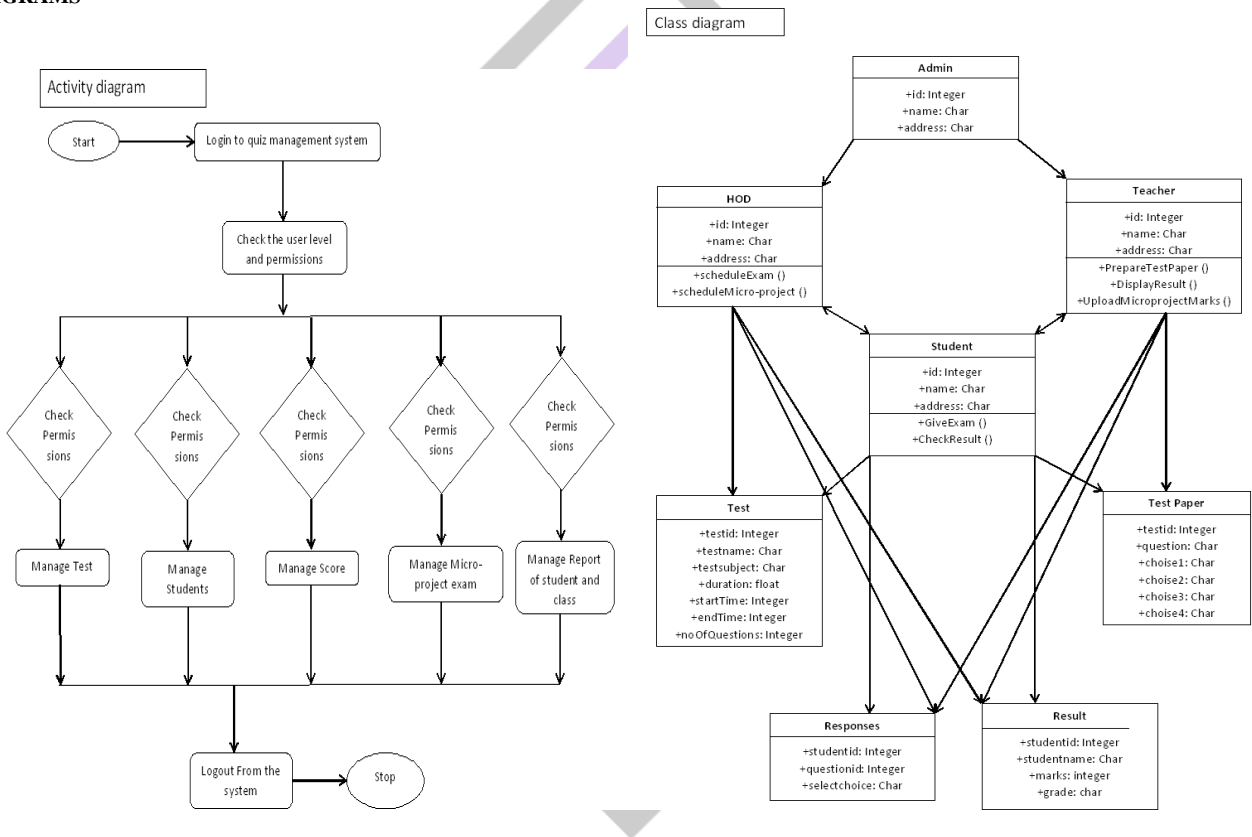 Activity diagram
Start
Login to quiz management system
Check the user level
and permissions
Check
Permis
sions
Check
Permis
sions
Check
Permis
sions
Check
Permis
sions
Check
Permis
sions
Manage Test
Manage
Students
Manage Score
Manage Micro-
project exam
Manage Report
of student and
class
Logout From the
system
Stop
Class diagram
Admin
+id: Integer
+name: Char
+address: Char
HOD
+id: Integer
+name: Char
+address: Char
+scheduleExam ()
+scheduleMicro-project ()
Teacher
+id: Integer
+name: Char
+address: Char
+PrepareTestPaper ()
+DisplayResult ()
+UploadMicroprojectMarks ()
Student
+id: Integer
+name: Char
+address: Char
+GiveExam ()
+CheckResult ()
Test
+testid: Integer
+testname: Char
+testsubject: Char
+duration: float
+startTime: Integer
+endTime: Integer
+noOfQuestions: Integer
Test Paper
+testid: Integer
+question: Char
+choise1: Char
+choise2: Char
+choise3: Char
+choise4: Char
Responses
+studentid: Integer
+questionid: Integer
+selectchoice: Char
Result
+studentid: Integer
+studentname: Char
+marks: integer
+grade: char